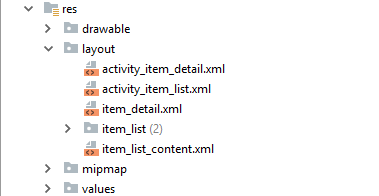 res
drawable
layout
activity_item_detail.xml
activity_item_list.xml
item_detail.xml
item_list (2)
item_list_content.xml
mipmap
values